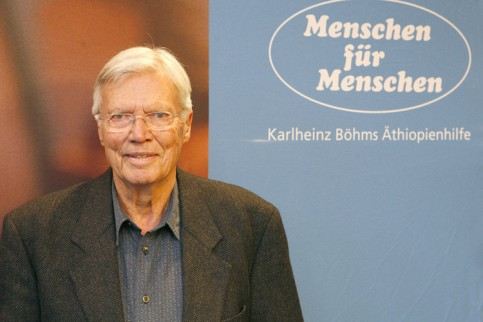 Menschen
für
Menschen
Karlheinz Böhms Äthiopienhilfe